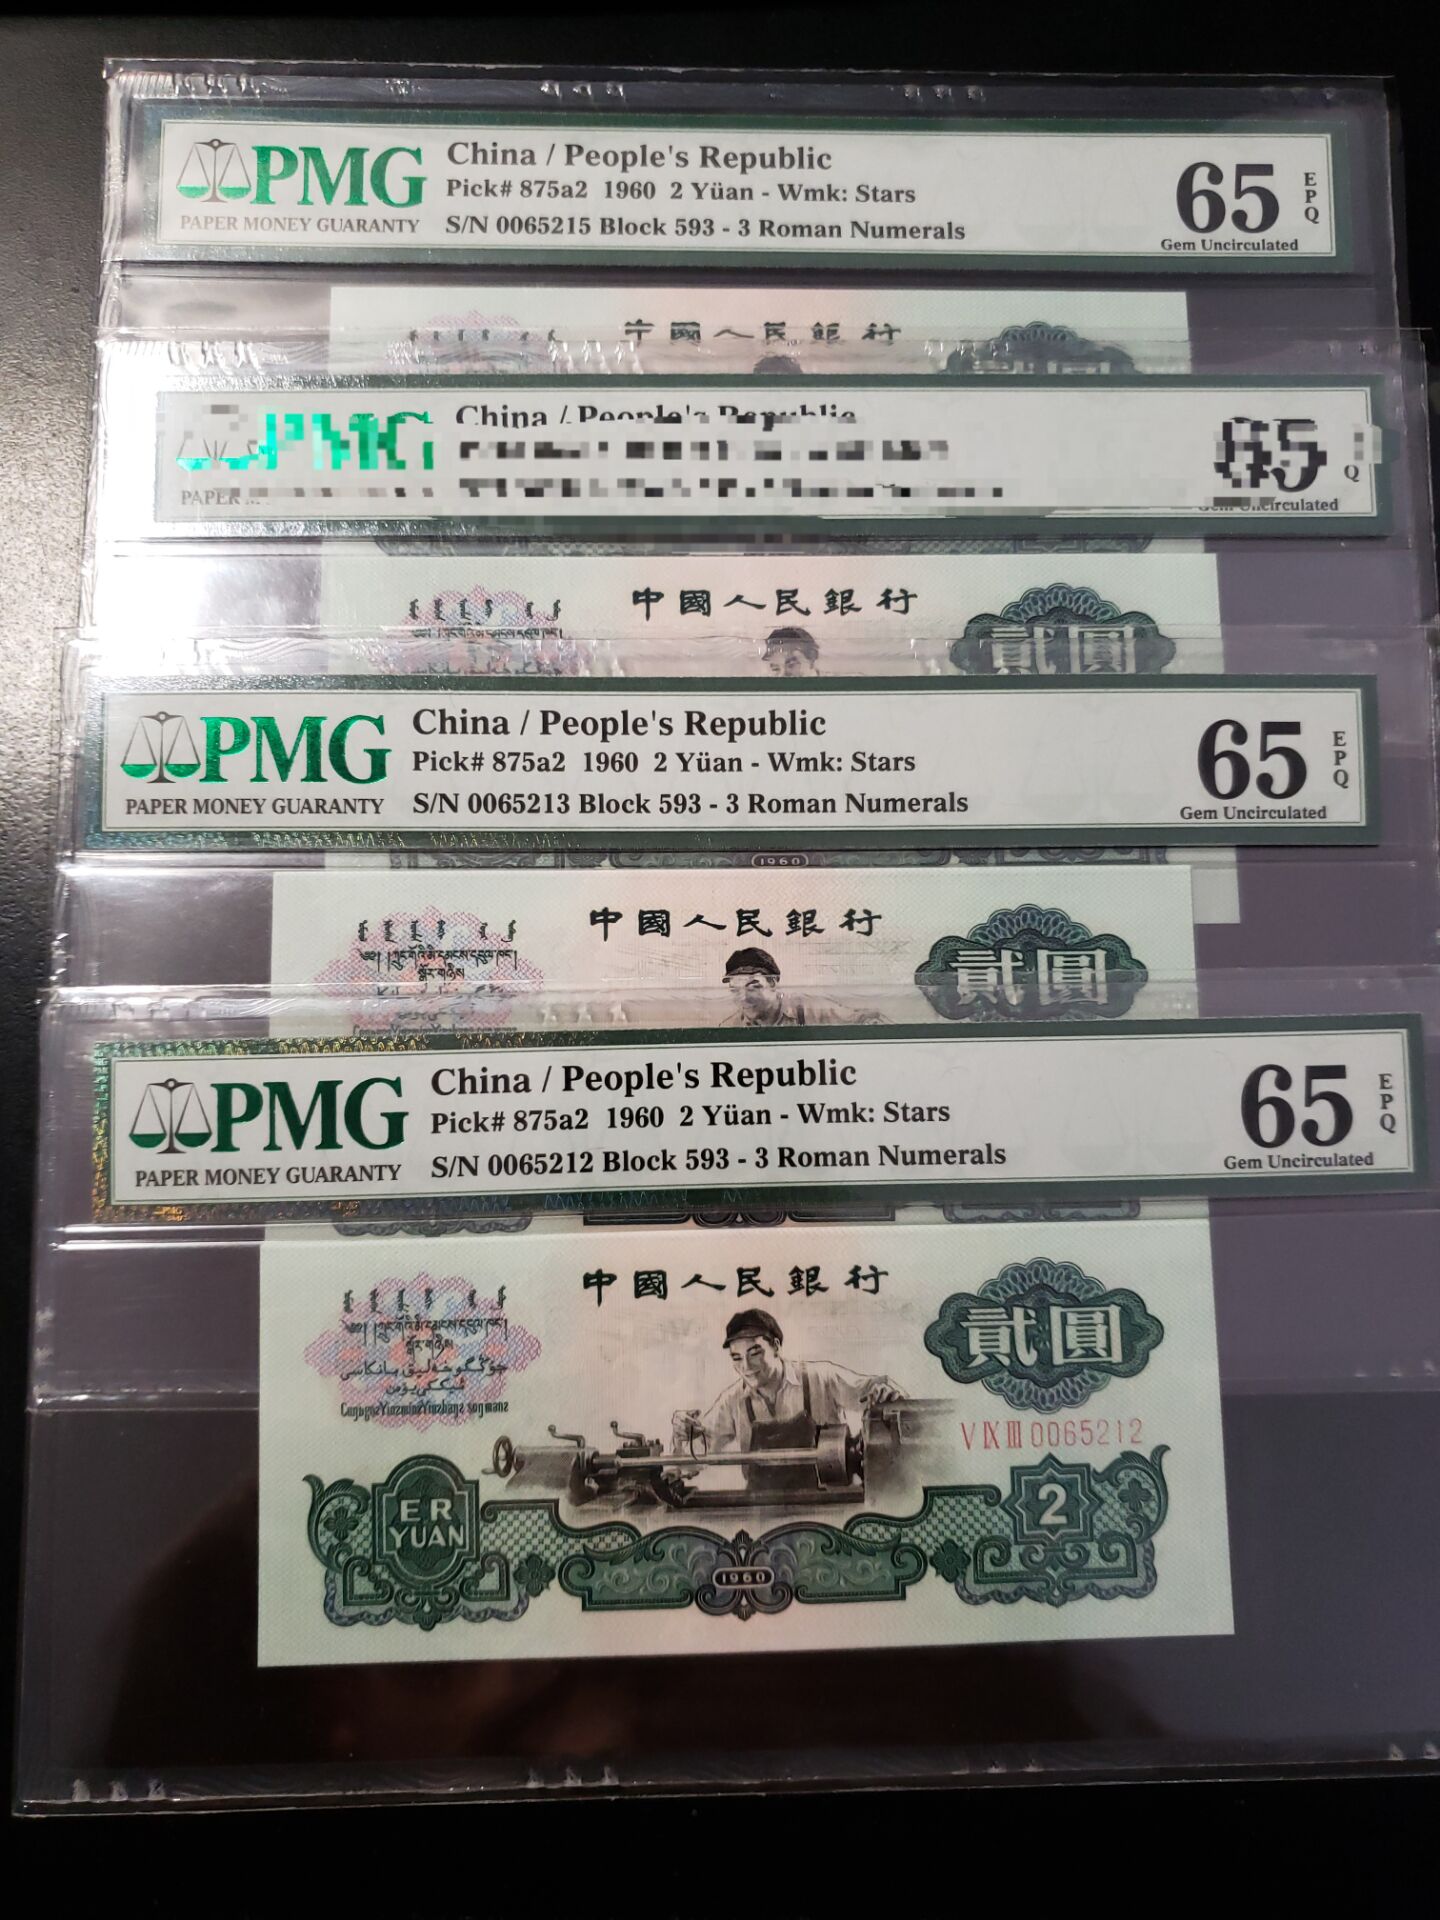 PMG
PAPER MONEY GUARANTY
China / People's Republic
Pick# 875a2 1960 2 Yüan - Wmk: Stars
S/N 0065215 Block 593 - 3 Roman Numerals
65
EPQ
Gem Uncirculated
中國人民銀行
貳圓
PMG
China / People's Republic
65
Q
中國人民銀行
貳圓
PMG
PAPER MONEY GUARANTY
China / People's Republic
Pick# 875a2 1960 2 Yüan - Wmk: Stars
S/N 0065213 Block 593 - 3 Roman Numerals
65
EPQ
Gem Uncirculated
1960
中國人民銀行
貳圓
PMG
PAPER MONEY GUARANTY
China / People's Republic
Pick# 875a2 1960 2 Yüan - Wmk: Stars
S/N 0065212 Block 593 - 3 Roman Numerals
65
EPQ
Gem Uncirculated
中國人民銀行
貳圓
V IX III 0065212
ER
YUAN
2
1960